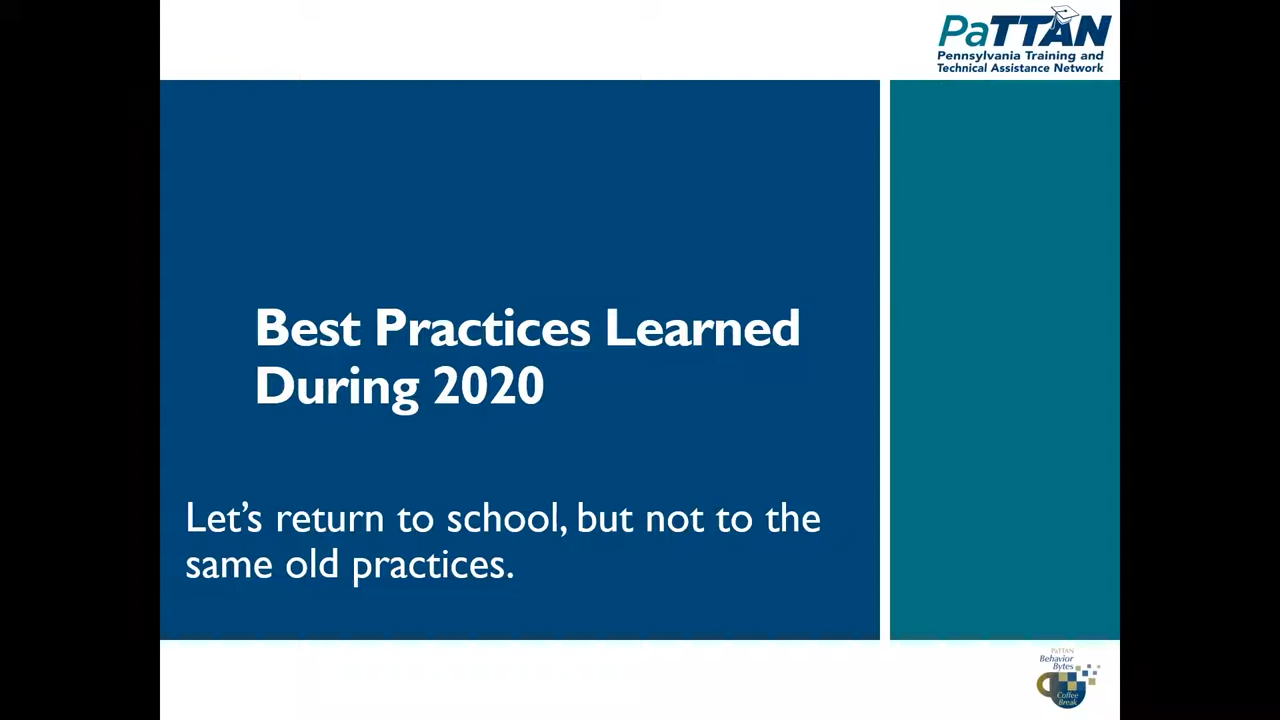 PaTTAN
Pennsylvania Training and
Technical Assistance Network
Best Practices Learned
During 2020
Let's return to school, but not to the
same old practices.
PaTTAN
Behavior
Bytes
Coffee
Break